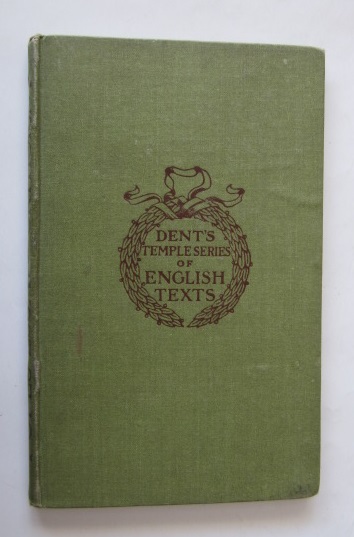 DENT'S
TEMPLE SERIES
OF
ENGLISH
TEXTS